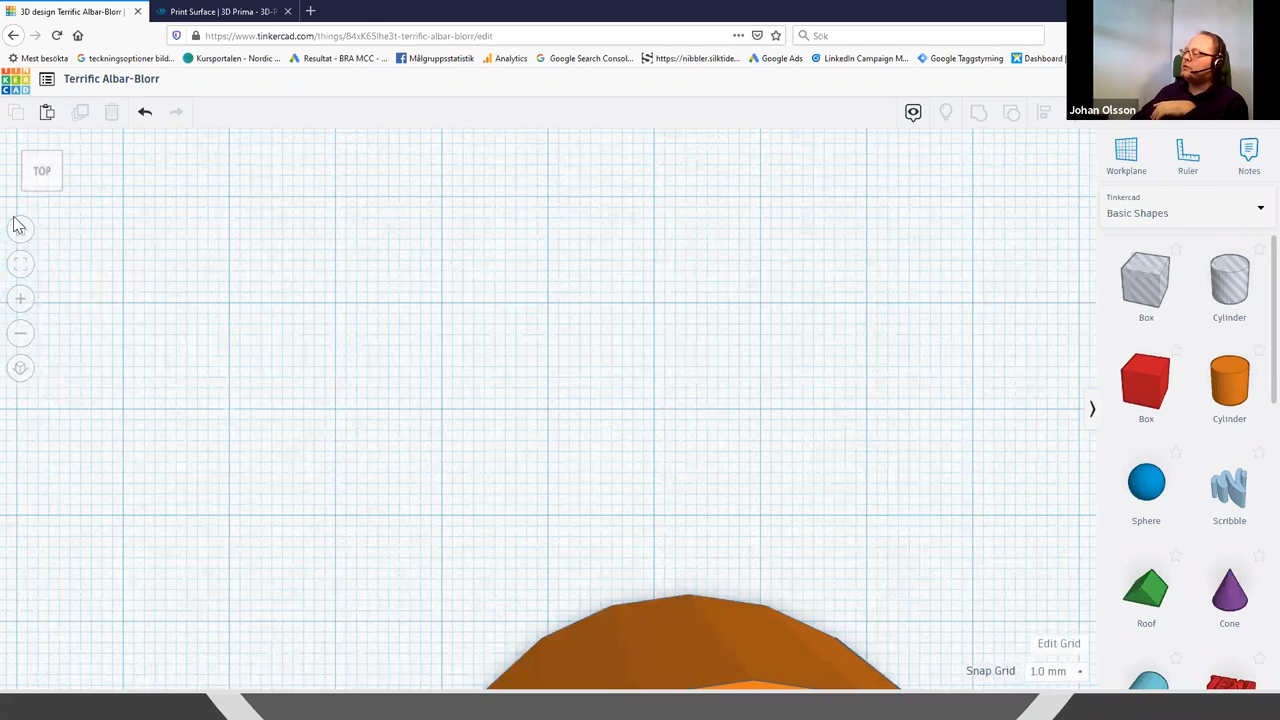 3D design Terrific Albar-Blorr |
Print Surface | 3D Prima - 3D-P
https://www.tinkercad.com/things/84xK65lhe3t-terrific-albar-blorr/edit
Sök
Mest besökta
teckningsoptioner bild...
Kursportalen - Nordic ...
Resultat - BRA MCC - ...
Målgruppsstatistik
Analytics
Google Search Consol...
https://nibbler.silktide...
Google Ads
LinkedIn Campaign M...
Google Taggstyrning
Dashboard |
Johan Olsson
TIN
KER
CAD
Terrific Albar-Blorr
TOP
Workplane
Ruler
Notes
Tinkercad
Basic Shapes
Box
Cylinder
Box
Cylinder
Sphere
Scribble
Roof
Cone
Edit Grid
Snap Grid
1.0 mm